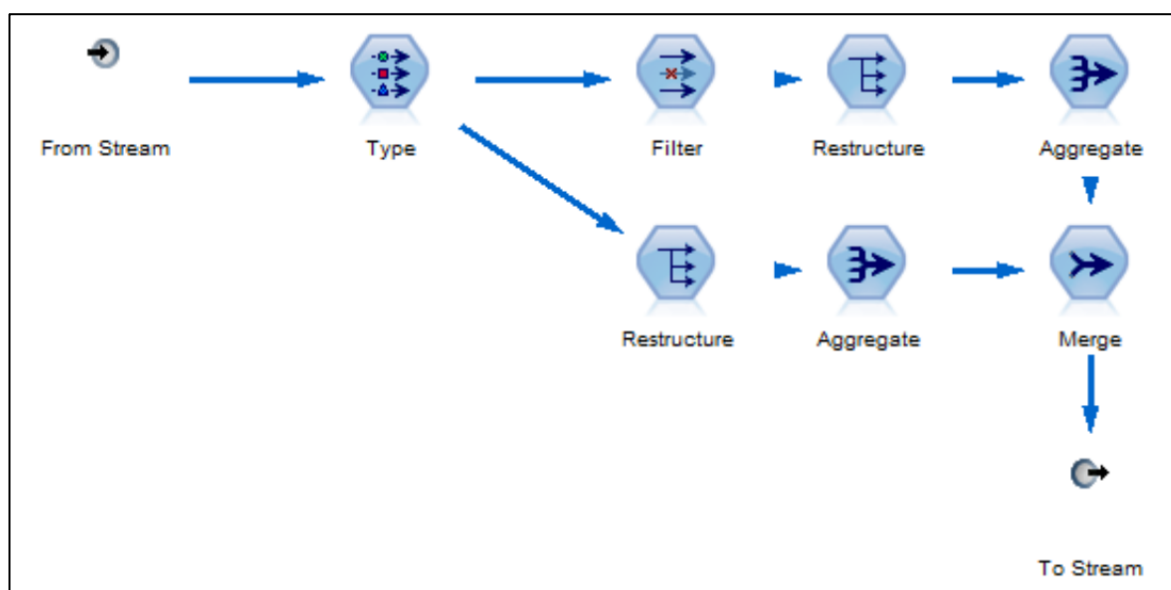 From Stream
Type
Filter
Restructure
Aggregate
Restructure
Aggregate
Merge
To Stream